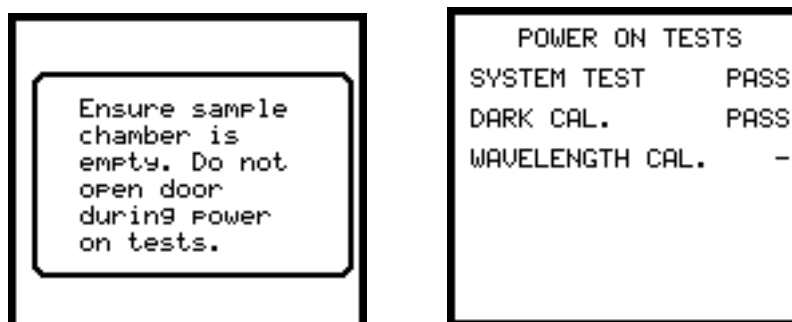 Ensure sample
chamber is
empty. Do not
open door
during power
on tests.
POWER ON TESTS
SYSTEM TEST PASS
DARK CAL. PASS
WAVELENGTH CAL. -